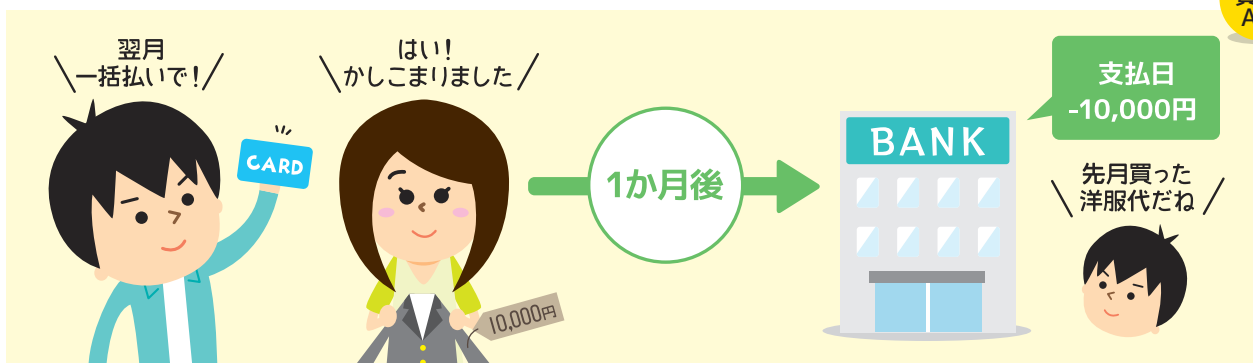 翌月
一括払いで!
CARD
はい!
かしこまりました
10,000円
1か月後
BANK
支払日
-10,000円
先月買った
洋服代だね